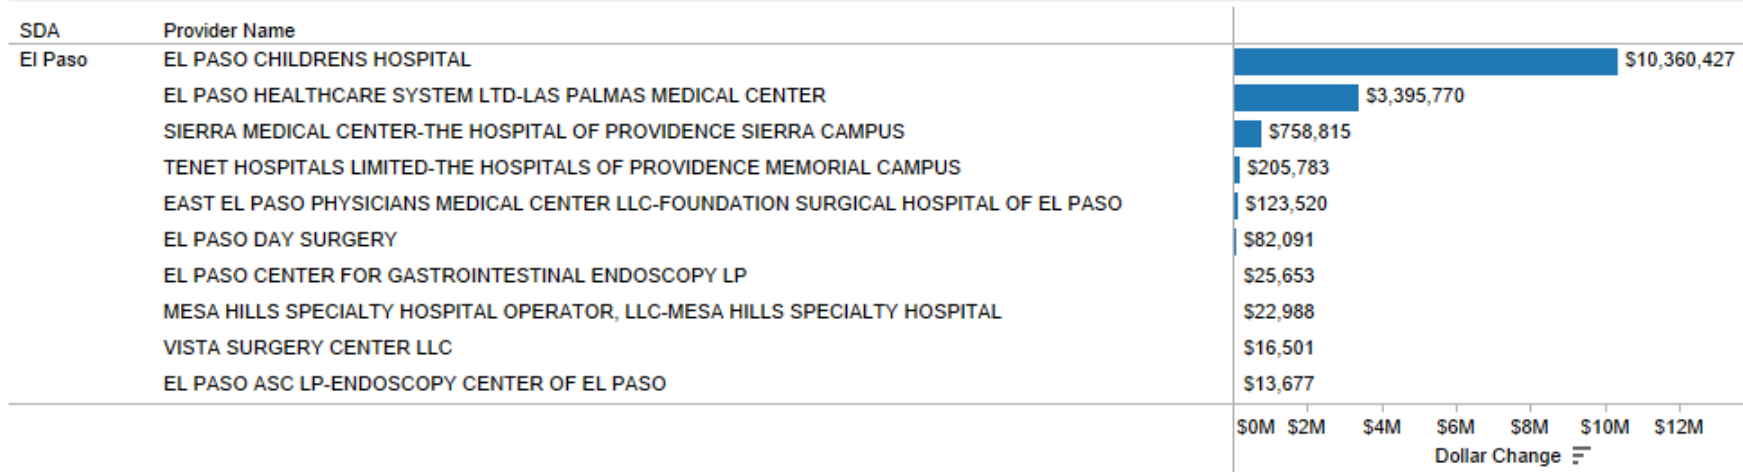 SDA Provider Name
El Paso EL PASO CHILDRENS HOSPITAL $10,360,427
EL PASO HEALTHCARE SYSTEM LTD-LAS PALMAS MEDICAL CENTER $3,395,770
SIERRA MEDICAL CENTER-THE HOSPITAL OF PROVIDENCE SIERRA CAMPUS $758,815
TENET HOSPITALS LIMITED-THE HOSPITALS OF PROVIDENCE MEMORIAL CAMPUS $205,783
EAST EL PASO PHYSICIANS MEDICAL CENTER LLC-FOUNDATION SURGICAL HOSPITAL OF EL PASO $123,520
EL PASO DAY SURGERY $82,091
EL PASO CENTER FOR GASTROINTESTINAL ENDOSCOPY LP $25,653
MESA HILLS SPECIALTY HOSPITAL OPERATOR, LLC-MESA HILLS SPECIALTY HOSPITAL $22,988
VISTA SURGERY CENTER LLC $16,501
EL PASO ASC LP-ENDOSCOPY CENTER OF EL PASO $13,677
$0M $2M $4M $6M $8M $10M $12M
Dollar Change